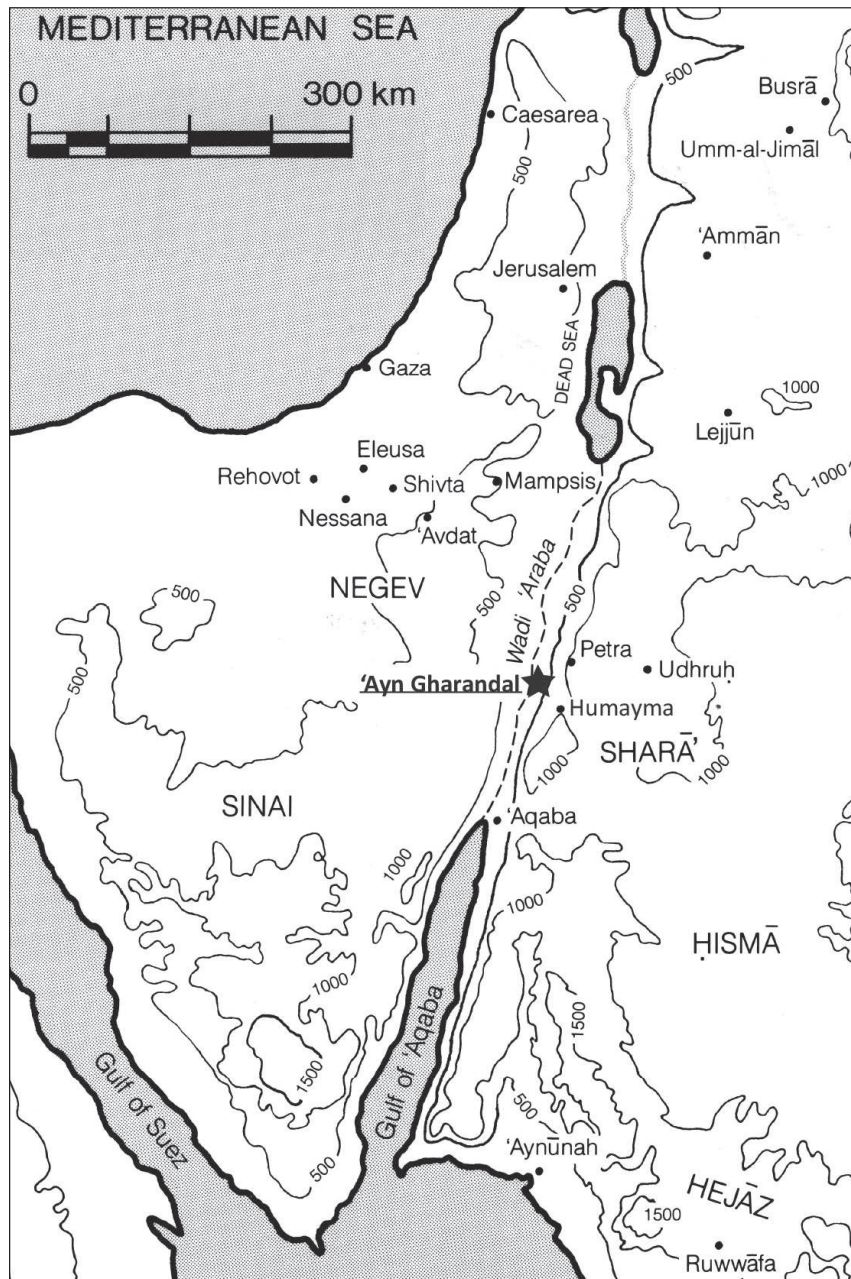 MEDITERRANEAN SEA
0 300 km
500
Busrā
Caesarea
Umm-al-Jimāl
500
'Ammān
Jerusalem
DEAD SEA
Gaza
1000
Lejjūn
Eleusa
Rehovot
Shivta
Mampsis
1000
Nessana
'Avdat
Wadi 'Araba
NEGEV
500
500
500
500
Petra
'Ayn Gharandal
Udhruh
Humayma
SHARĀ'
1000
1000
SINAI
'Aqaba
1000
1000
HISMĀ
1000
1500
Gulf of 'Aqaba
1500
Gulf of Suez
500
500
'Aynūnah
HEJĀZ
1500
Ruwwāfa